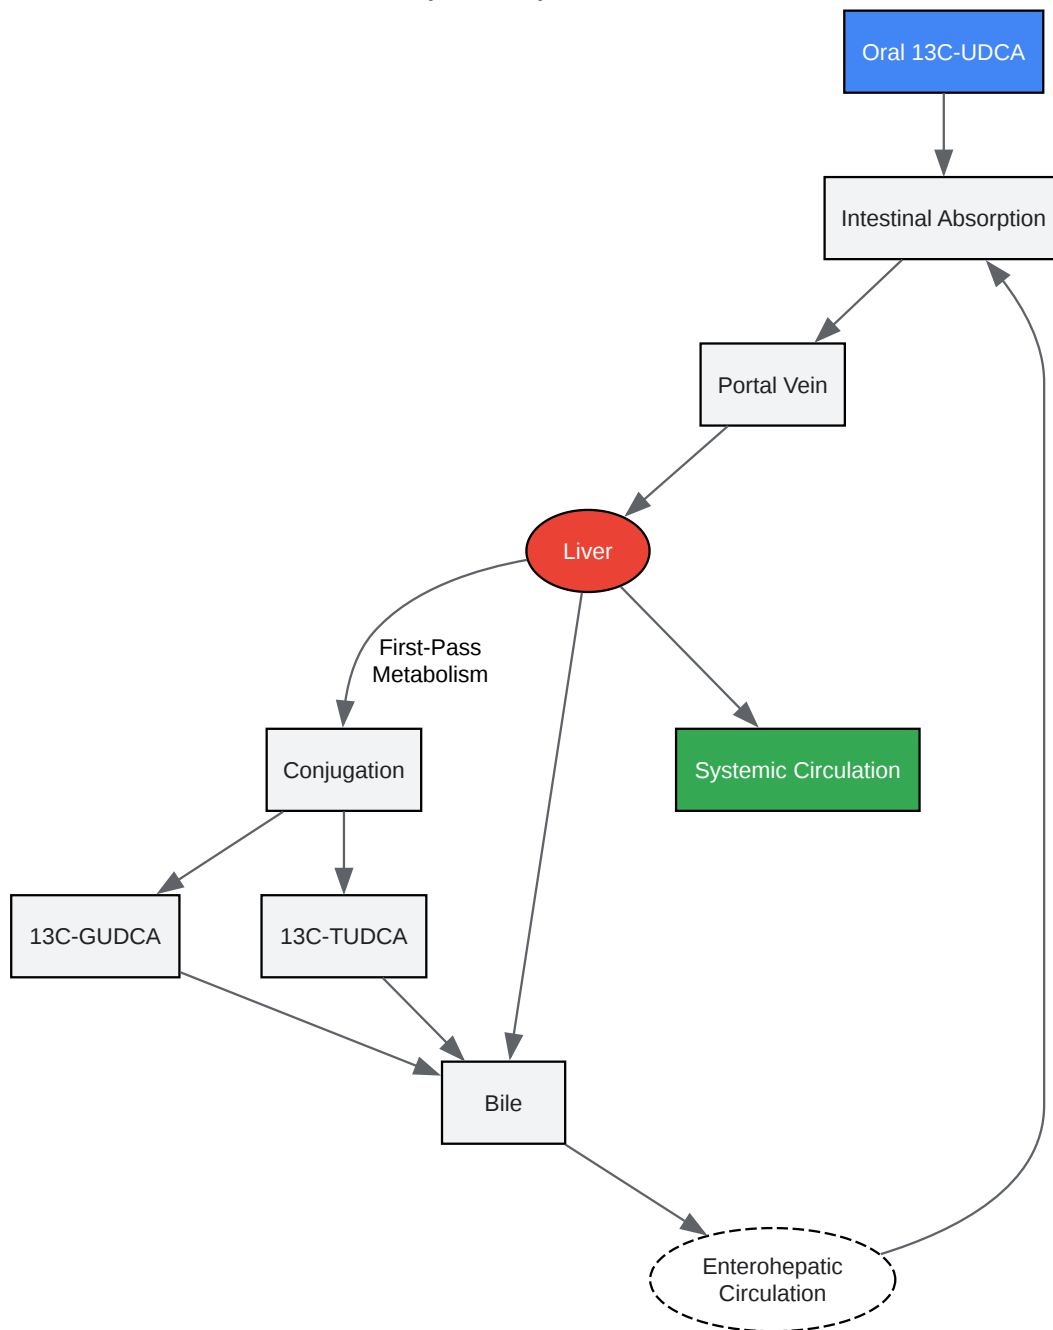 Oral 13C-UDCA
Intestinal Absorption
Portal Vein
Liver
First-Pass
Metabolism
Conjugation
Systemic Circulation
13C-GUDCA
13C-TUDCA
Bile
Enterohepatic
Circulation